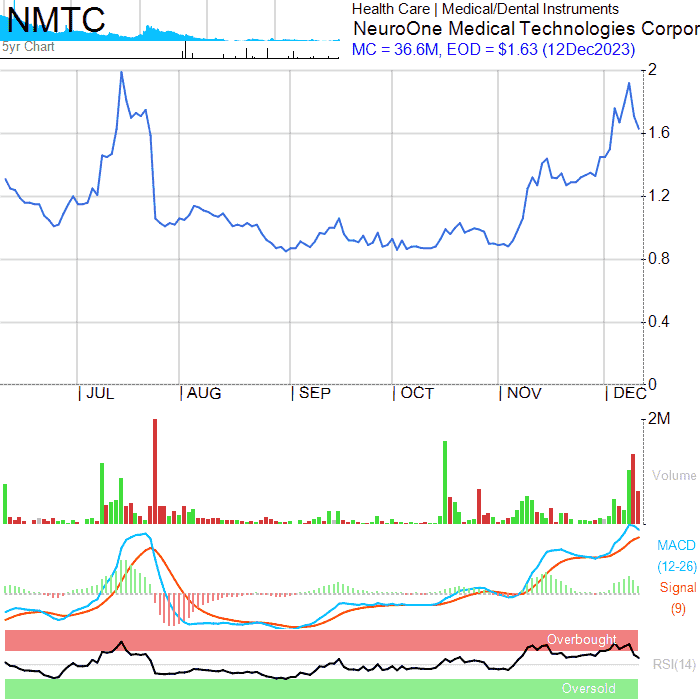 NMTC
5yr Chart
Health Care | Medical/Dental Instruments
NeuroOne Medical Technologies Corpor
MC = 36.6M, EOD = $1.63 (12Dec2023)
2
1.6
1.2
0.8
0.4
0
JUL
AUG
SEP
OCT
NOV
DEC
2M
Volume
MACD
(12-26)
Signal
(9)
Overbought
RSI(14)
Oversold